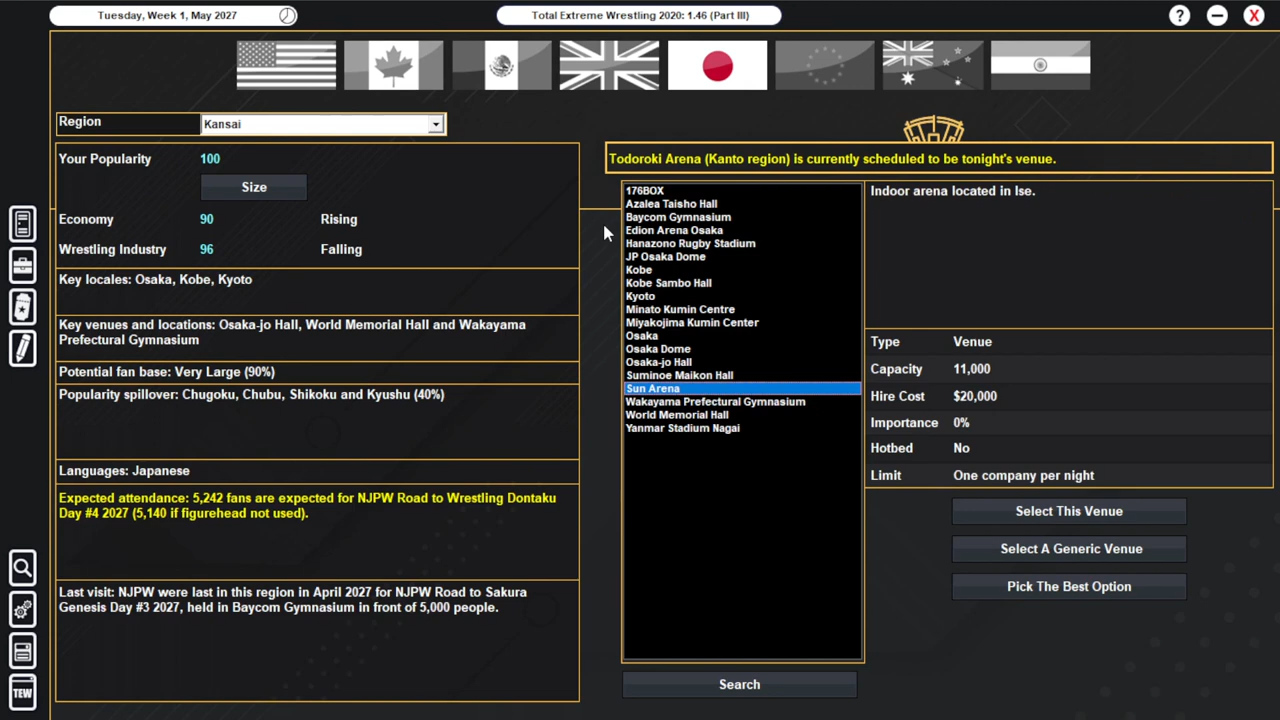 Tuesday, Week 1, May 2027
Total Extreme Wrestling 2020: 1.46 (Part III)
?
X
Region
Kansai
Your Popularity 100
Size
Economy 90 Rising
Wrestling Industry 96 Falling
Key locales: Osaka, Kobe, Kyoto
Key venues and locations: Osaka-jo Hall, World Memorial Hall and Wakayama
Prefectural Gymnasium
Potential fan base: Very Large (90%)
Popularity spillover: Chugoku, Chubu, Shikoku and Kyushu (40%)
Languages: Japanese
Expected attendance: 5,242 fans are expected for NJPW Road to Wrestling Dontaku
Day #4 2027 (5,140 if figurehead not used).
Last visit: NJPW were last in this region in April 2027 for NJPW Road to Sakura
Genesis Day #3 2027, held in Baycom Gymnasium in front of 5,000 people.
Todoroki Arena (Kanto region) is currently scheduled to be tonight's venue.
176BOX
Azalea Taisho Hall
Baycom Gymnasium
Edion Arena Osaka
Hanazono Rugby Stadium
JP Osaka Dome
Kobe
Kobe Sambo Hall
Kyoto
Minato Kumin Centre
Miyakojima Kumin Center
Osaka
Osaka Dome
Osaka-jo Hall
Suminoe Maikon Hall
Sun Arena
Wakayama Prefectural Gymnasium
World Memorial Hall
Yanmar Stadium Nagai
Search
Indoor arena located in Ise.
Type Venue
Capacity 11,000
Hire Cost $20,000
Importance 0%
Hotbed No
Limit One company per night
Select This Venue
Select A Generic Venue
Pick The Best Option
TEW